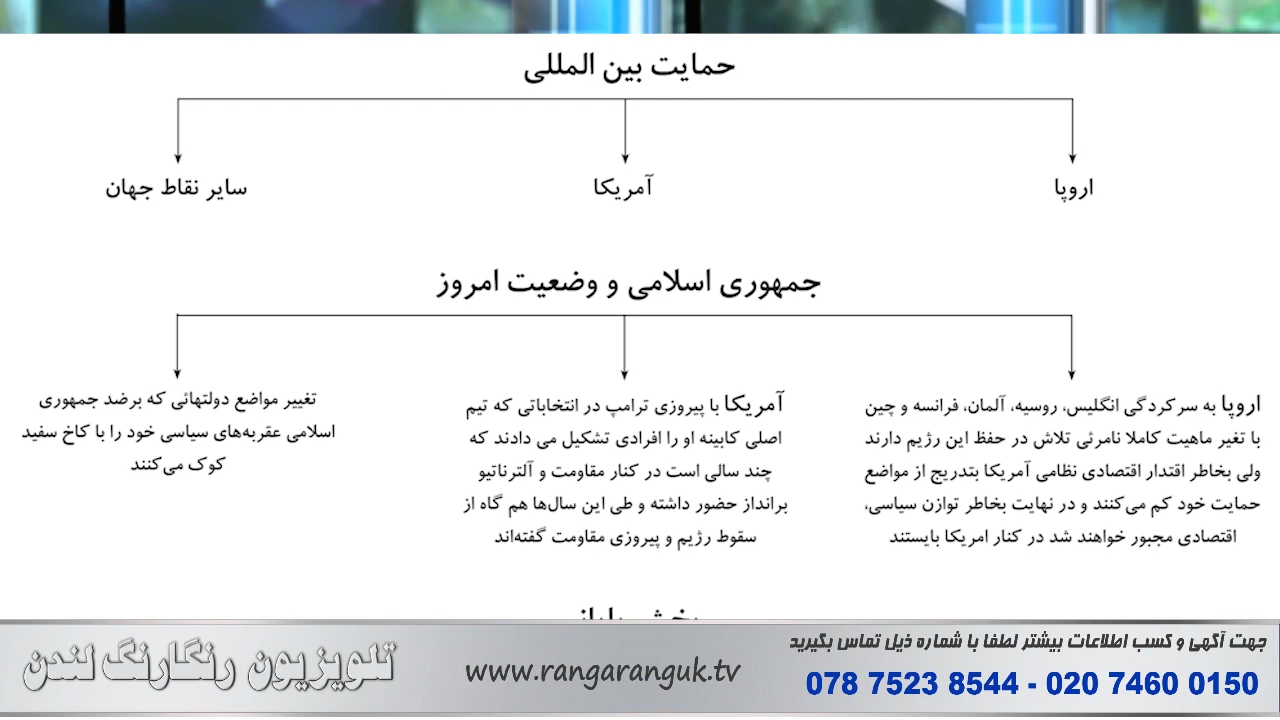 حمایت بین المللی
اروپا
آمریکا
سایر نقاط جهان
جمهوری اسلامی و وضعیت امروز
اروپا به سرکردگی انگلیس، روسیه، آلمان، فرانسه و چین
با تغیر ماهیت کاملا نامرئی تلاش در حفظ این رژیم دارند
ولی بخاطر اقتدار اقتصادی نظامی آمریکا بتدریج از مواضع
حمایت خود کم می‌کنند و در نهایت بخاطر توازن سیاسی،
اقتصادی مجبور خواهند شد در کنار امریکا بایستند
آمریکا با پیروزی ترامپ در انتخاباتی که تیم
اصلی کابینه او را افرادی تشکیل می دادند که
چند سالی است در کنار مقاومت و آلترناتیو
برانداز حضور داشته و طی این سال‌ها هم گاه از
سقوط رژیم و پیروزی مقاومت گفته‌اند
تغییر مواضع دولتهائی که برضد جمهوری
اسلامی عقربه‌های سیاسی خود را با کاخ سفید
کوک می‌کنند
جهت آگهی و کسب اطلاعات بیشتر لطفا با شماره ذیل تماس بگیرید
078 7523 8544 - 020 7460 0150
www.rangaranguk.tv
تلویزیون رنگارنگ لندن